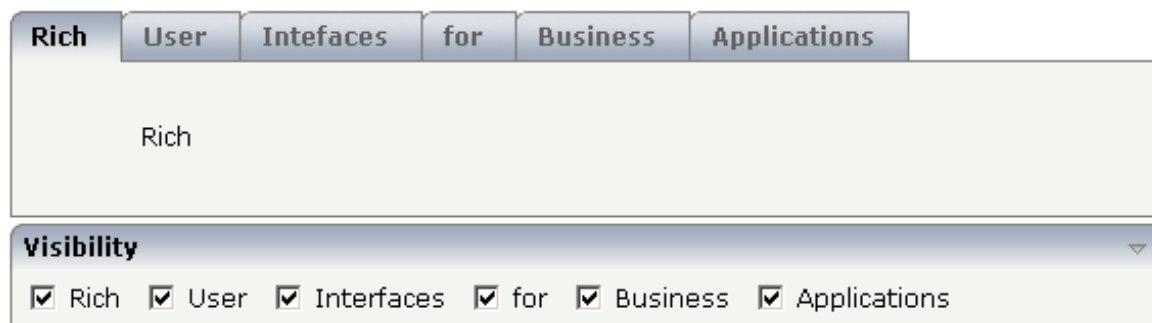 Rich User Intefaces for Business Applications
Rich
Visibility
Rich User Interfaces for Business Applications